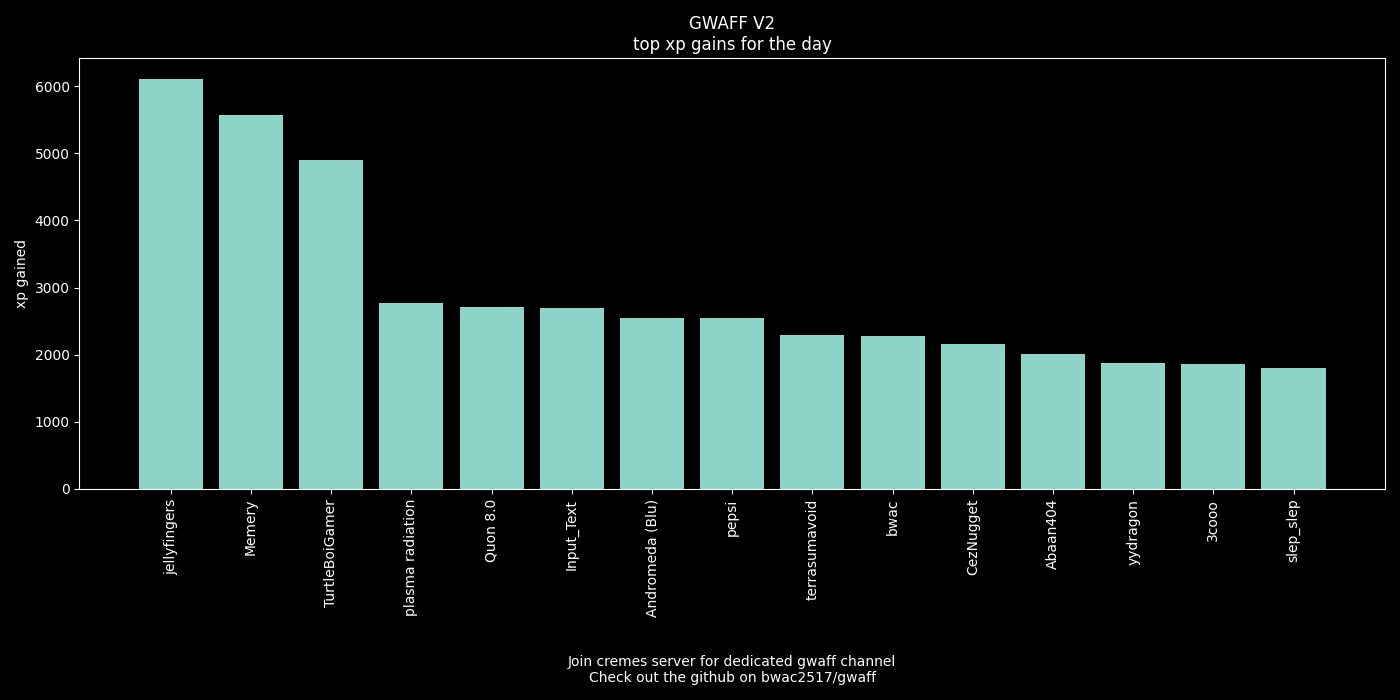 GWAFF V2
top xp gains for the day
xp gained
6000
5000
4000
3000
2000
1000
0
jellyfingers
Memery
TurtleBoiGamer
plasma radiation
Quon 8.0
Input_Text
Andromeda (Blu)
pepsi
terrasumavoid
bwac
CezNugget
Abaan404
yydragon
3cooo
slep_slep
Join cremes server for dedicated gwaff channel
Check out the github on bwac2517/gwaff